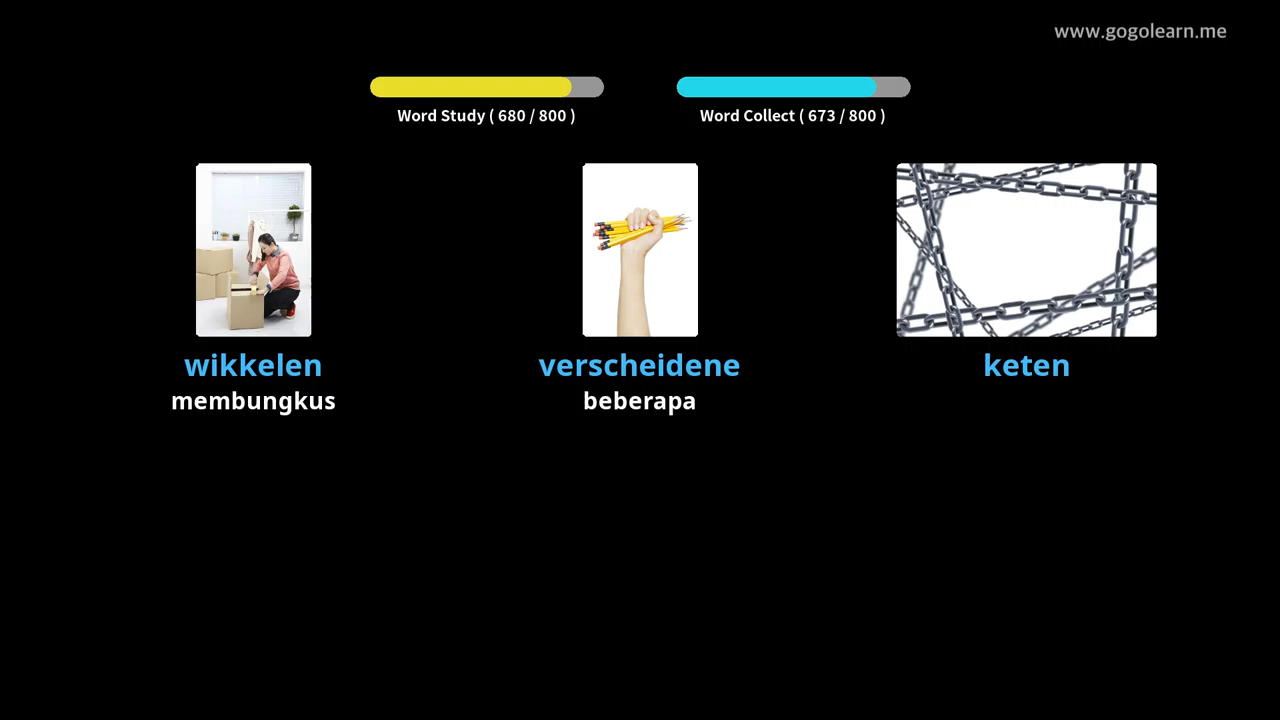 www.gogolearn.me
Word Study ( 680 / 800 )
Word Collect ( 673 / 800 )
wikkelen
membungkus
verscheidene
beberapa
keten